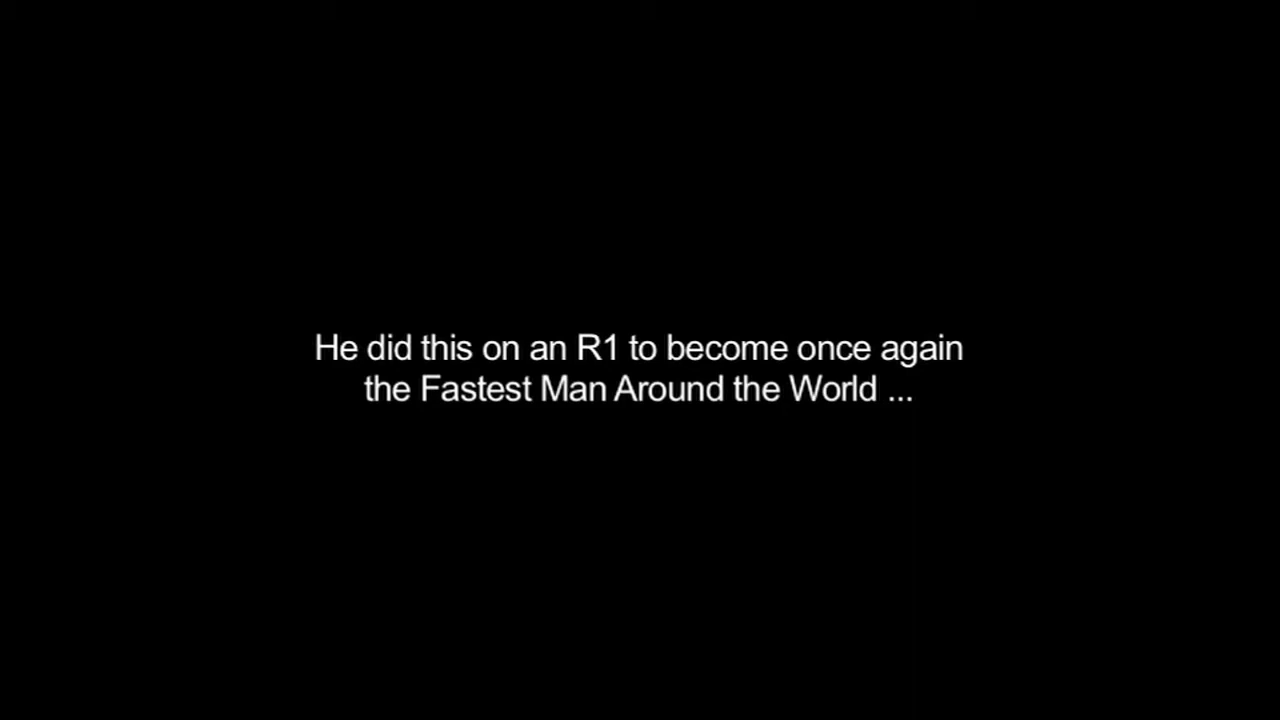 He did this on an R1 to become once again
the Fastest Man Around the World ...